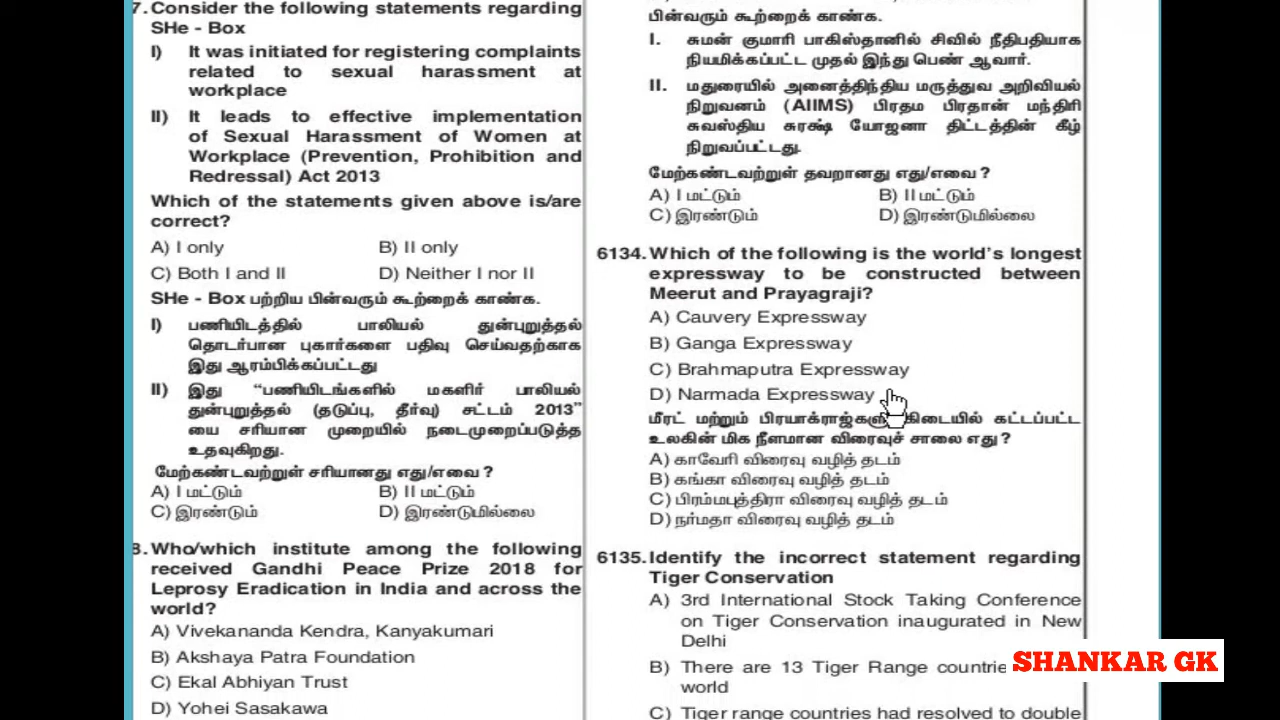 7. Consider the following statements regarding
SHe - Box
I) It was initiated for registering complaints
related to sexual harassment at
workplace
II) It leads to effective implementation
of Sexual Harassment of Women at
Workplace (Prevention, Prohibition and
Redressal) Act 2013
Which of the statements given above is/are
correct?
A) I only B) II only
C) Both I and II D) Neither I nor II
SHe - Box பற்றிய பின்வரும் கூற்றைக் காண்க.
I) பணியிடத்தில் பாலியல் துன்புறுத்தல்
தொடர்பான புகார்களை பதிவு செய்வதற்காக
இது ஆரம்பிக்கப்பட்டது
II) இது “பணியிடங்களில் மகளிர் பாலியல்
துன்புறுத்தல் (தடுப்பு, தீர்வு) சட்டம் 2013”
யை சரியான முறையில் நடைமுறைப்படுத்த
உதவுகிறது.
மேற்கண்டவற்றுள் சரியானது எது/எவை ?
A) I மட்டும் B) II மட்டும்
C) இரண்டும் D) இரண்டுமில்லை
8. Who/which institute among the following
received Gandhi Peace Prize 2018 for
Leprosy Eradication in India and across the
world?
A) Vivekananda Kendra, Kanyakumari
B) Akshaya Patra Foundation
C) Ekal Abhiyan Trust
D) Yohei Sasakawa
பின்வரும் கூற்றைக் காண்க.
I. சுமன் குமாரி பாகிஸ்தானில் சிவில் நீதிபதியாக
நியமிக்கப்பட்ட முதல் இந்து பெண் ஆவார்.
II. மதுரையில் அனைத்திந்திய மருத்துவ அறிவியல்
நிறுவனம் (AIIMS) பிரதம பிரதான் மந்திரி
சுவஸ்திய சுரக்ஷ் யோஜனா திட்டத்தின் கீழ்
நிறுவப்பட்டது.
மேற்கண்டவற்றுள் தவறானது எது/எவை ?
A) I மட்டும் B) II மட்டும்
C) இரண்டும் D) இரண்டுமில்லை
6134. Which of the following is the world's longest
expressway to be constructed between
Meerut and Prayagraji?
A) Cauvery Expressway
B) Ganga Expressway
C) Brahmaputra Expressway
D) Narmada Expressway
மீரட் மற்றும் பிரயாக்ராஜ்களுக்கிடையில் கட்டப்பட்ட
உலகின் மிக நீளமான விரைவுச் சாலை எது ?
A) காவேரி விரைவு வழித் தடம்
B) கங்கா விரைவு வழித் தடம்
C) பிரம்மபுத்திரா விரைவு வழித் தடம்
D) நர்மதா விரைவு வழித் தடம்
6135. Identify the incorrect statement regarding
Tiger Conservation
A) 3rd International Stock Taking Conference
on Tiger Conservation inaugurated in New
Delhi
B) There are 13 Tiger Range countrie
world
C) Tiger range countries had resolved to double
SHANKAR GK